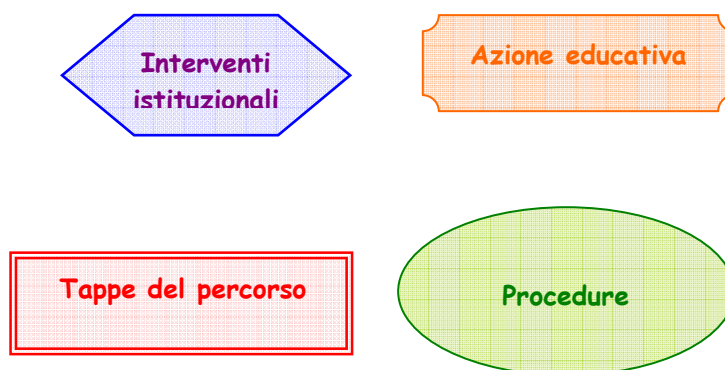 Interventi
istituzionali
Azione educativa
Tappe del percorso
Procedure